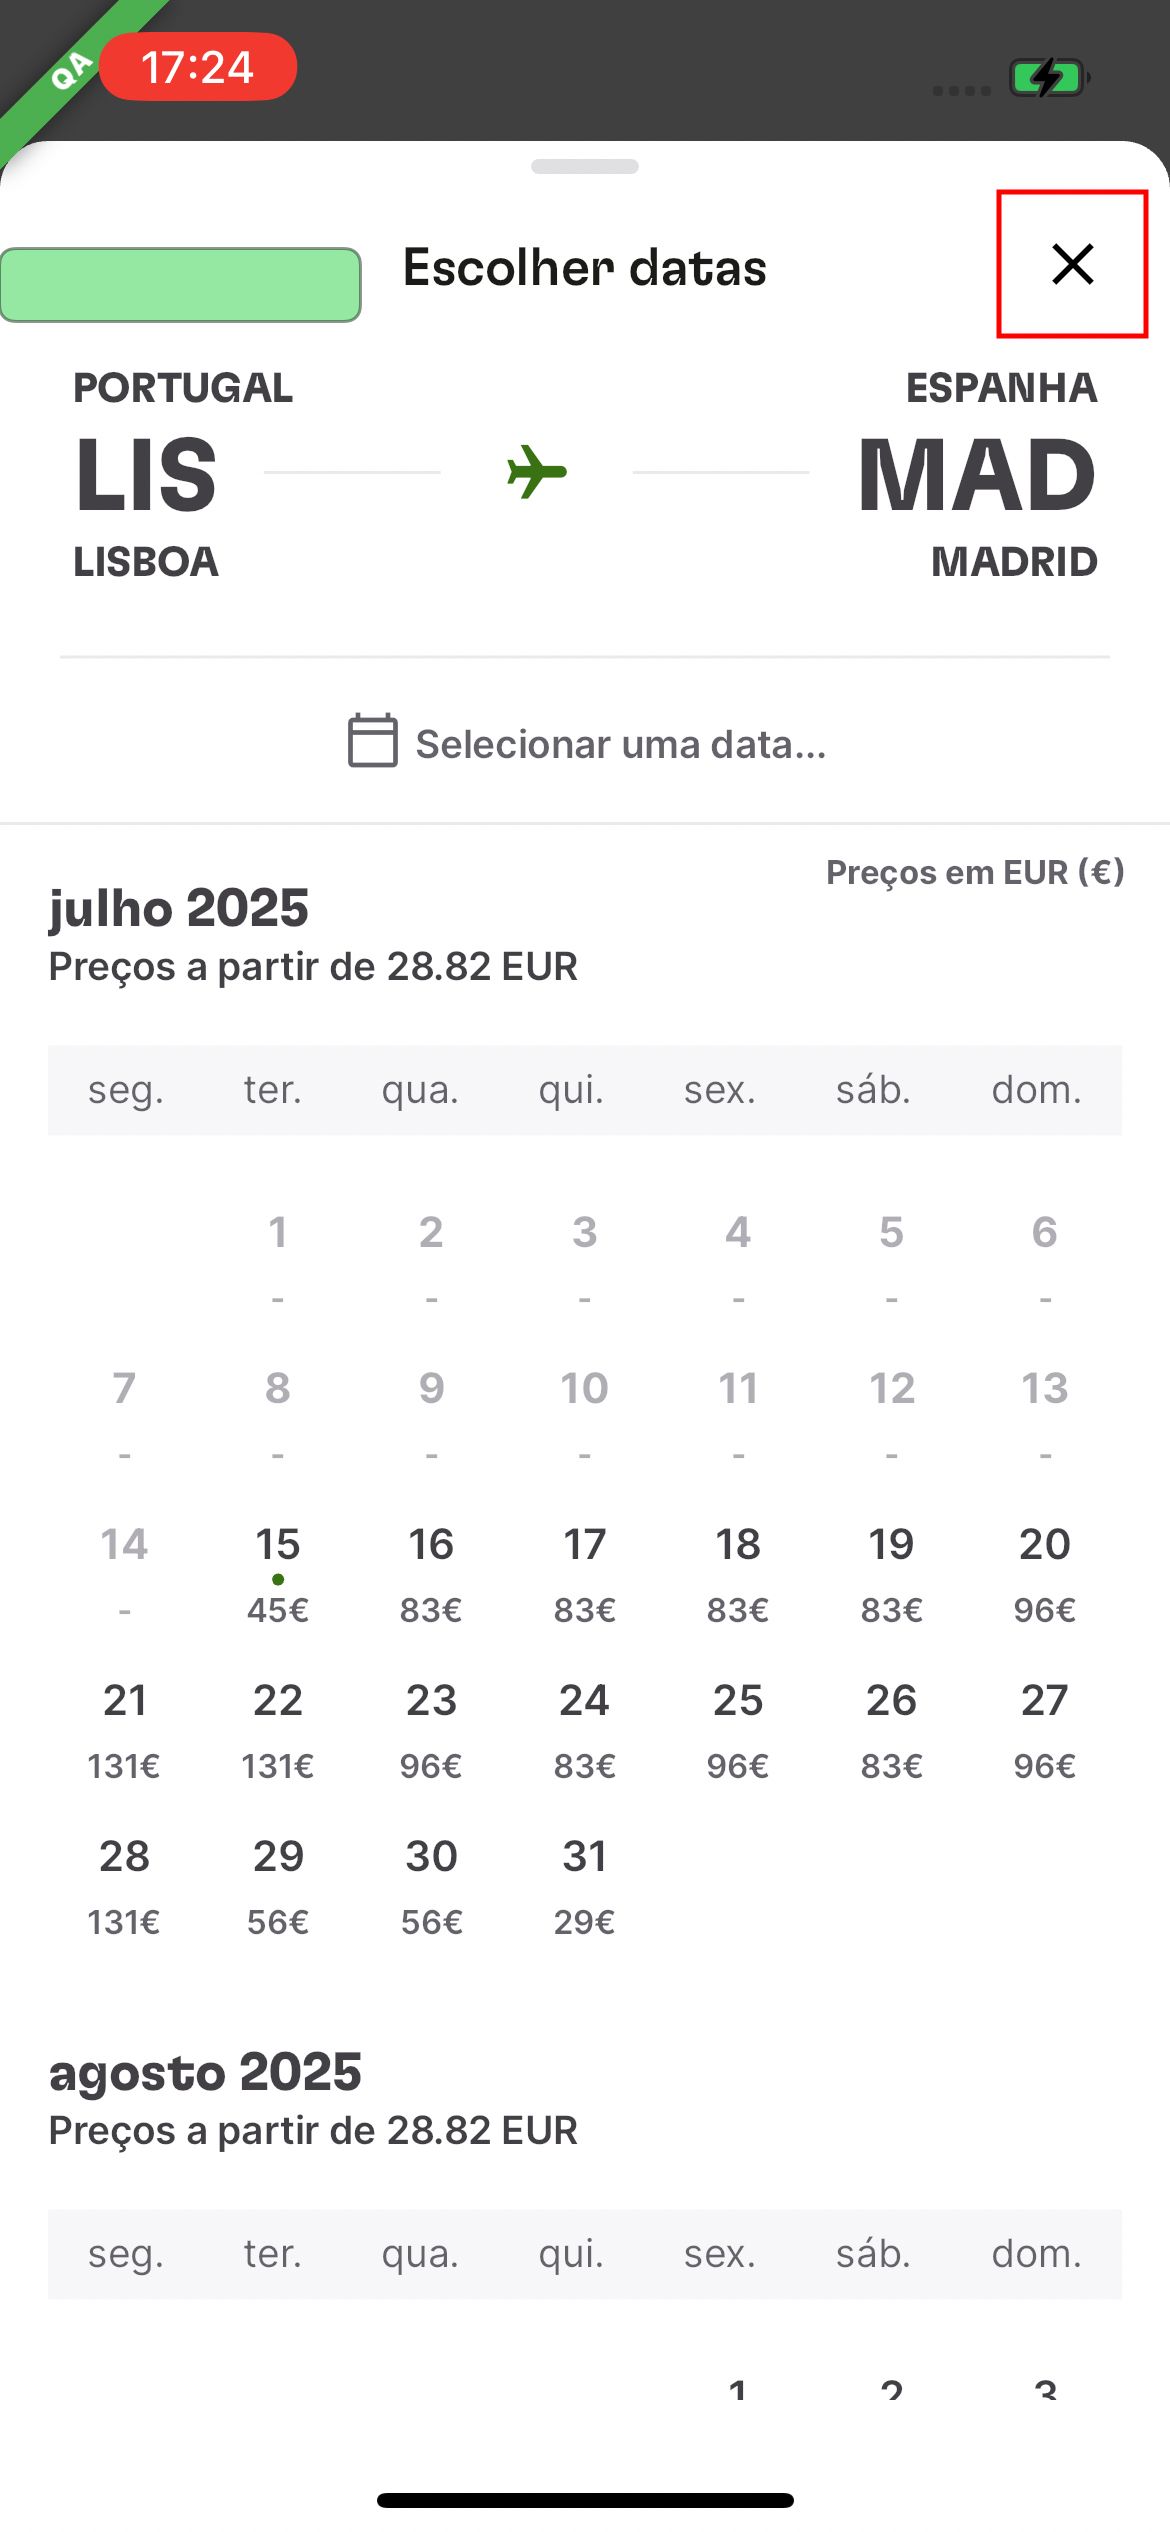 QA
17:24
Escolher datas
PORTUGAL ESPANHA
LIS MAD
LISBOA MADRID
Selecionar uma data...
Preços em EUR (€)
julho 2025
Preços a partir de 28.82 EUR
seg. ter. qua. qui. sex. sáb. dom.
1 2 3 4 5 6
- - - - - -
7 8 9 10 11 12 13
- - - - - - -
14 15 16 17 18 19 20
- 45€ 83€ 83€ 83€ 83€ 96€
21 22 23 24 25 26 27
131€ 131€ 96€ 83€ 96€ 83€ 96€
28 29 30 31
131€ 56€ 56€ 29€
agosto 2025
Preços a partir de 28.82 EUR
seg. ter. qua. qui. sex. sáb. dom.
1 2 3